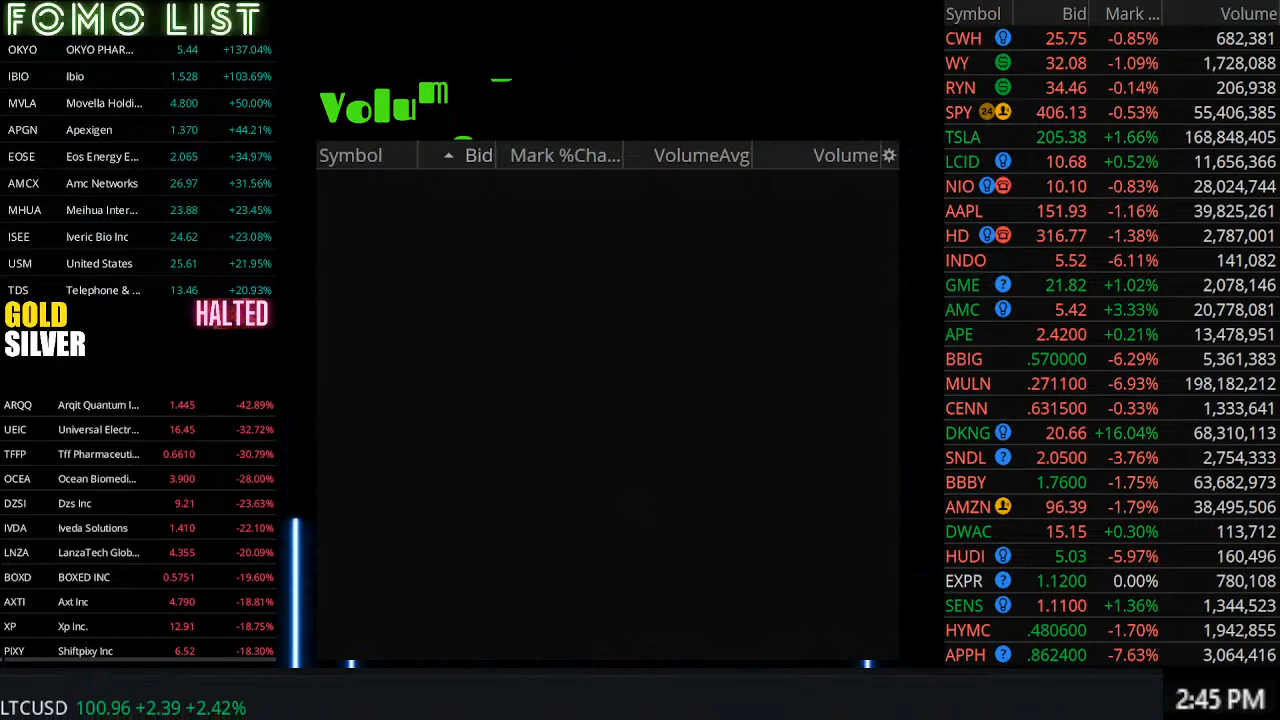 FOMO LIST
OKYO OKYO PHAR... 5.44 +137.04%
IBIO Ibio 1.528 +103.69%
MVLA Movella Holdi... 4.800 +50.00%
APGN Apexigen 1.370 +44.21%
EOSE Eos Energy E... 2.065 +34.97%
AMCX Amc Networks 26.97 +31.56%
MHUA Meihua Inter... 23.88 +23.45%
ISEE Iveric Bio Inc 24.62 +23.08%
USM United States 25.61 +21.95%
TDS Telephone & ... 13.46 +20.93%
GOLD HALTED
SILVER
ARQQ Arqit Quantum I... 1.445 -42.89%
UEIC Universal Electr... 16.45 -32.72%
TFFP Tff Pharmaceuti... 0.6610 -30.79%
OCEA Ocean Biomedi... 3.900 -28.00%
DZSI Dzs Inc 9.21 -23.63%
IVDA Iveda Solutions 1.410 -22.10%
LNZA LanzaTech Glob... 4.355 -20.09%
BOXD BOXED INC 0.5751 -19.60%
AXTI Axt Inc 4.790 -18.81%
XP Xp Inc. 12.91 -18.75%
PIXY Shiftpixy Inc 6.52 -18.30%
Volum
Symbol Bid Mark %Cha... VolumeAvg Volume
Symbol Bid Mark ... Volume
CWH 25.75 -0.85% 682,381
WY 32.08 -1.09% 1,728,088
RYN 34.46 -0.14% 206,938
SPY 24 406.13 -0.53% 55,406,385
TSLA 205.38 +1.66% 168,848,405
LCID 10.68 +0.52% 11,656,366
NIO 10.10 -0.83% 28,024,744
AAPL 151.93 -1.16% 39,825,261
HD 316.77 -1.38% 2,787,001
INDO 5.52 -6.11% 141,082
GME ? 21.82 +1.02% 2,078,146
AMC 5.42 +3.33% 20,778,081
APE 2.4200 +0.21% 13,478,951
BBIG .570000 -6.29% 5,361,383
MULN .271100 -6.93% 198,182,212
CENN .631500 -0.33% 1,333,641
DKNG 20.66 +16.04% 68,310,113
SNDL ? 2.0500 -3.76% 2,754,333
BBBY 1.7600 -1.75% 63,682,973
AMZN 96.39 -1.79% 38,495,506
DWAC 15.15 +0.30% 113,712
HUDI 5.03 -5.97% 160,496
EXPR ? 1.1200 0.00% 780,108
SENS 1.1100 +1.36% 1,344,523
HYMC .480600 -1.70% 1,942,855
APPH ? .862400 -7.63% 3,064,416
LTCUSD 100.96 +2.39 +2.42%
2:45 PM